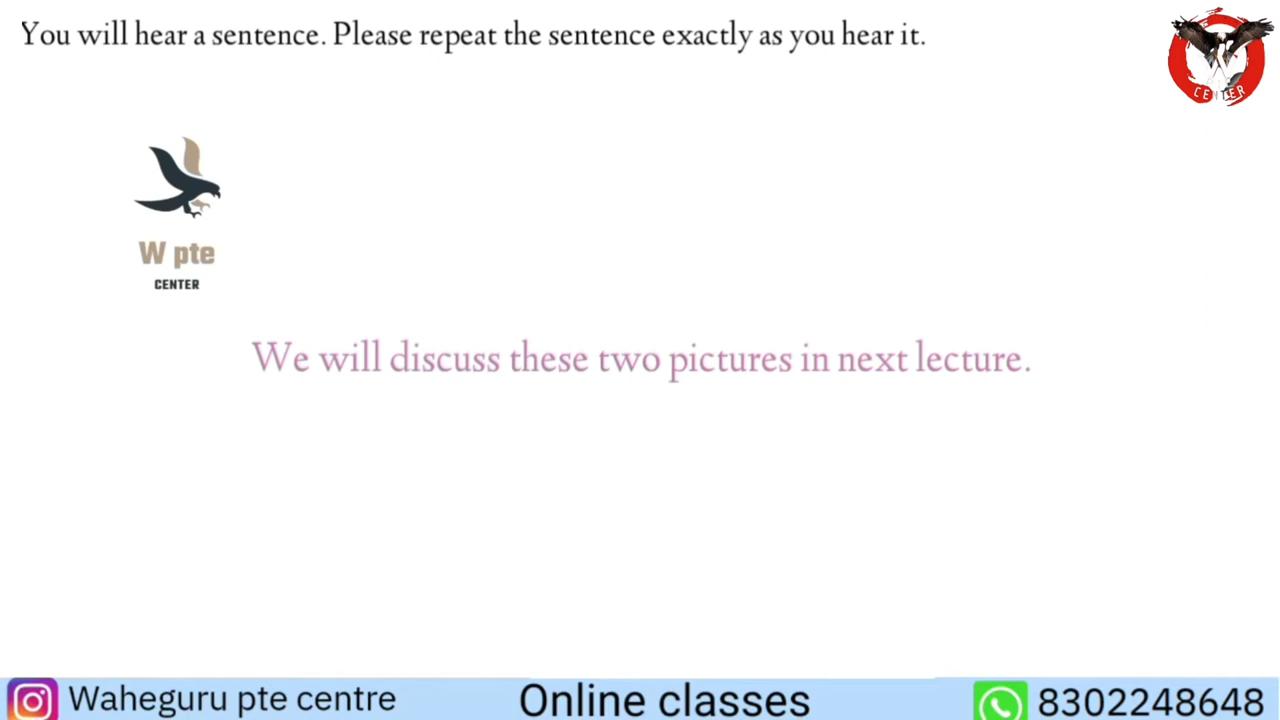 You will hear a sentence. Please repeat the sentence exactly as you hear it.
CENTER
W pte
CENTER
We will discuss these two pictures in next lecture.
Waheguru pte centre
Online classes
8302248648